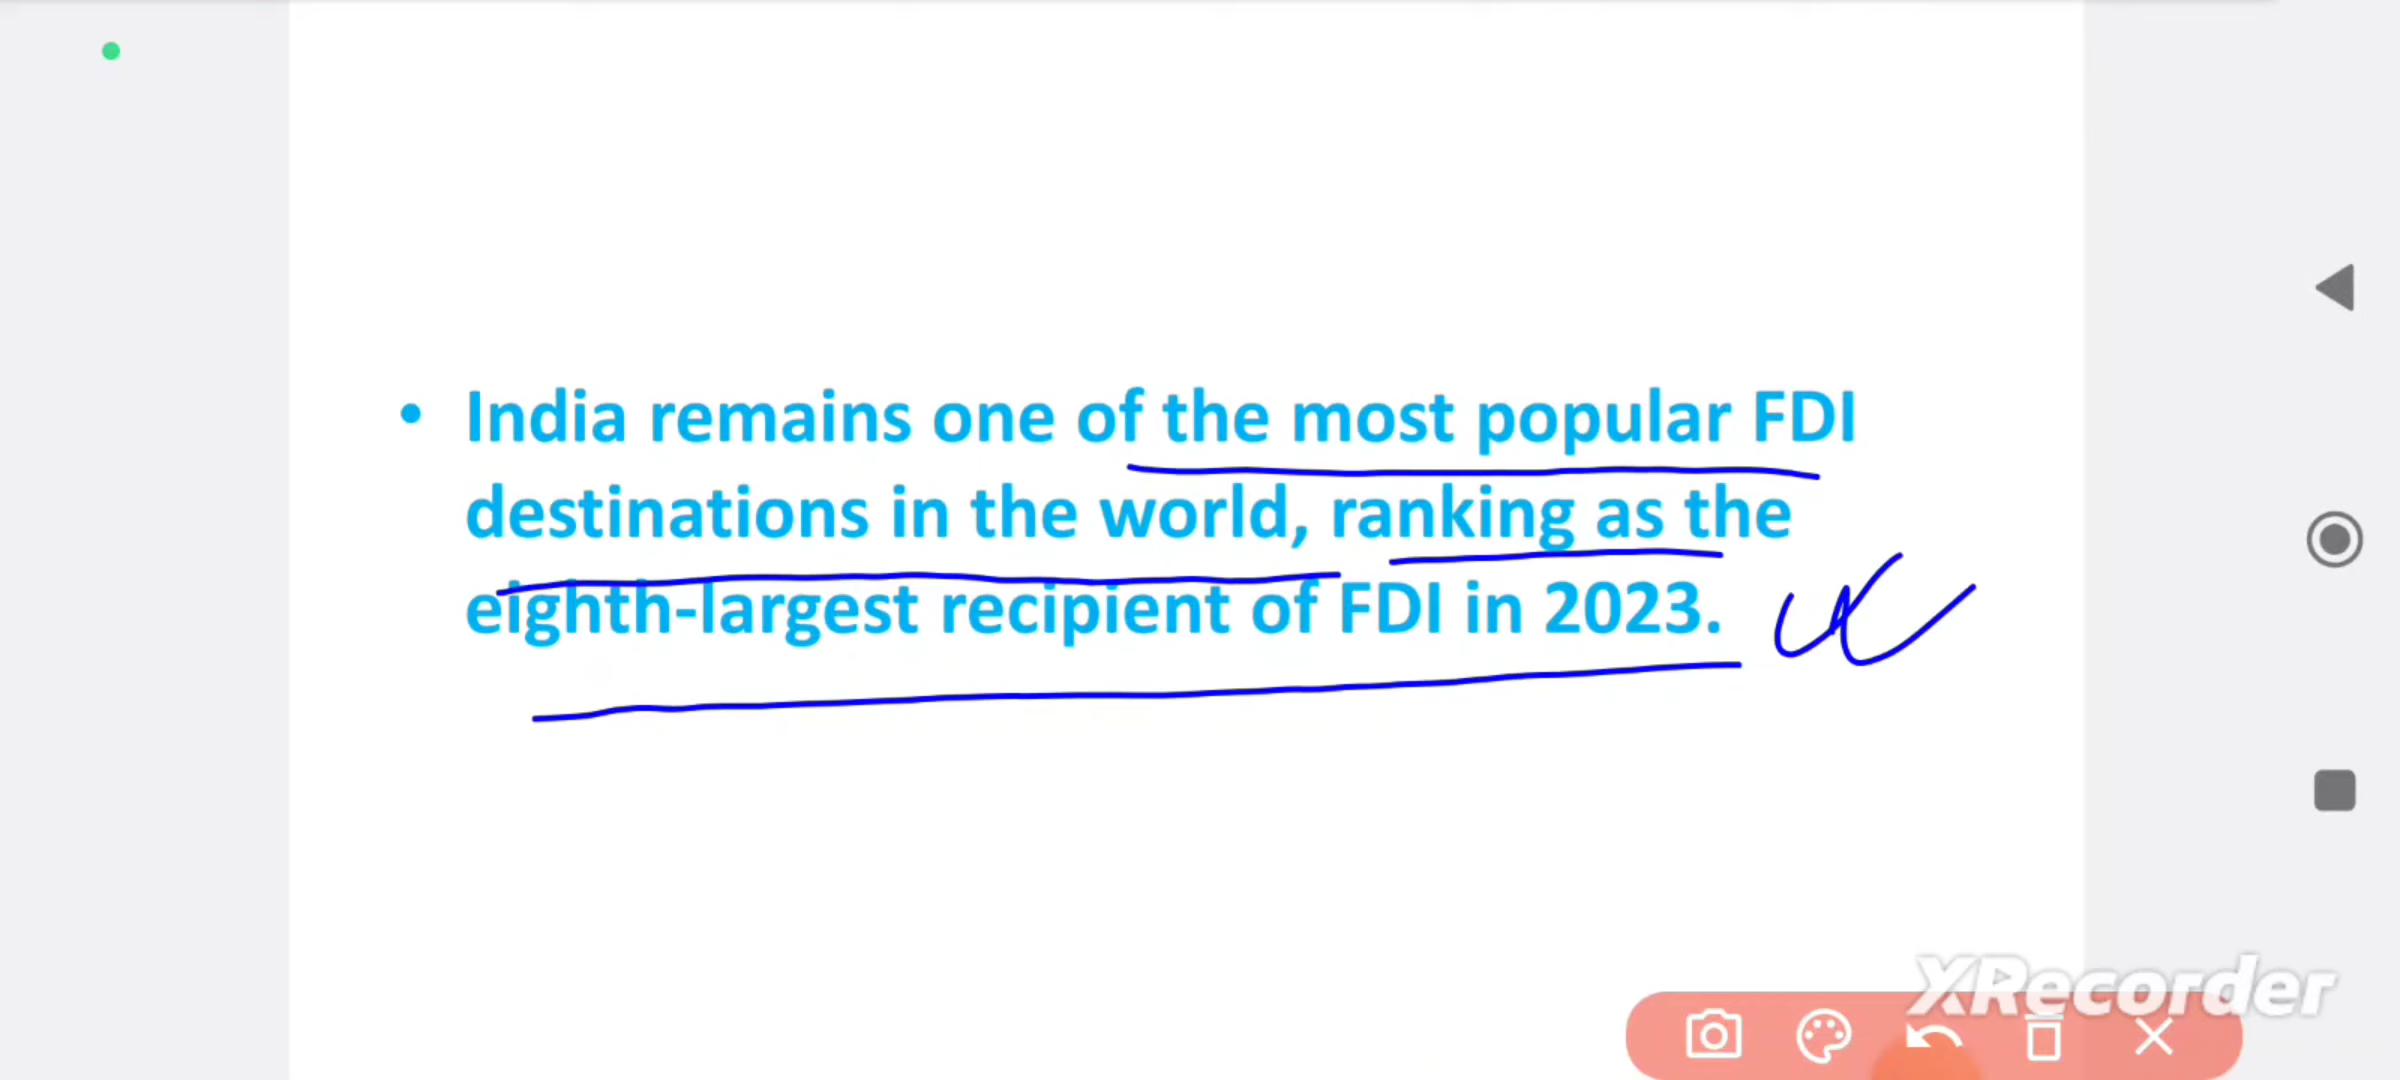 • India remains one of the most popular FDI
destinations in the world, ranking as the
eighth-largest recipient of FDI in 2023.
XRecorder